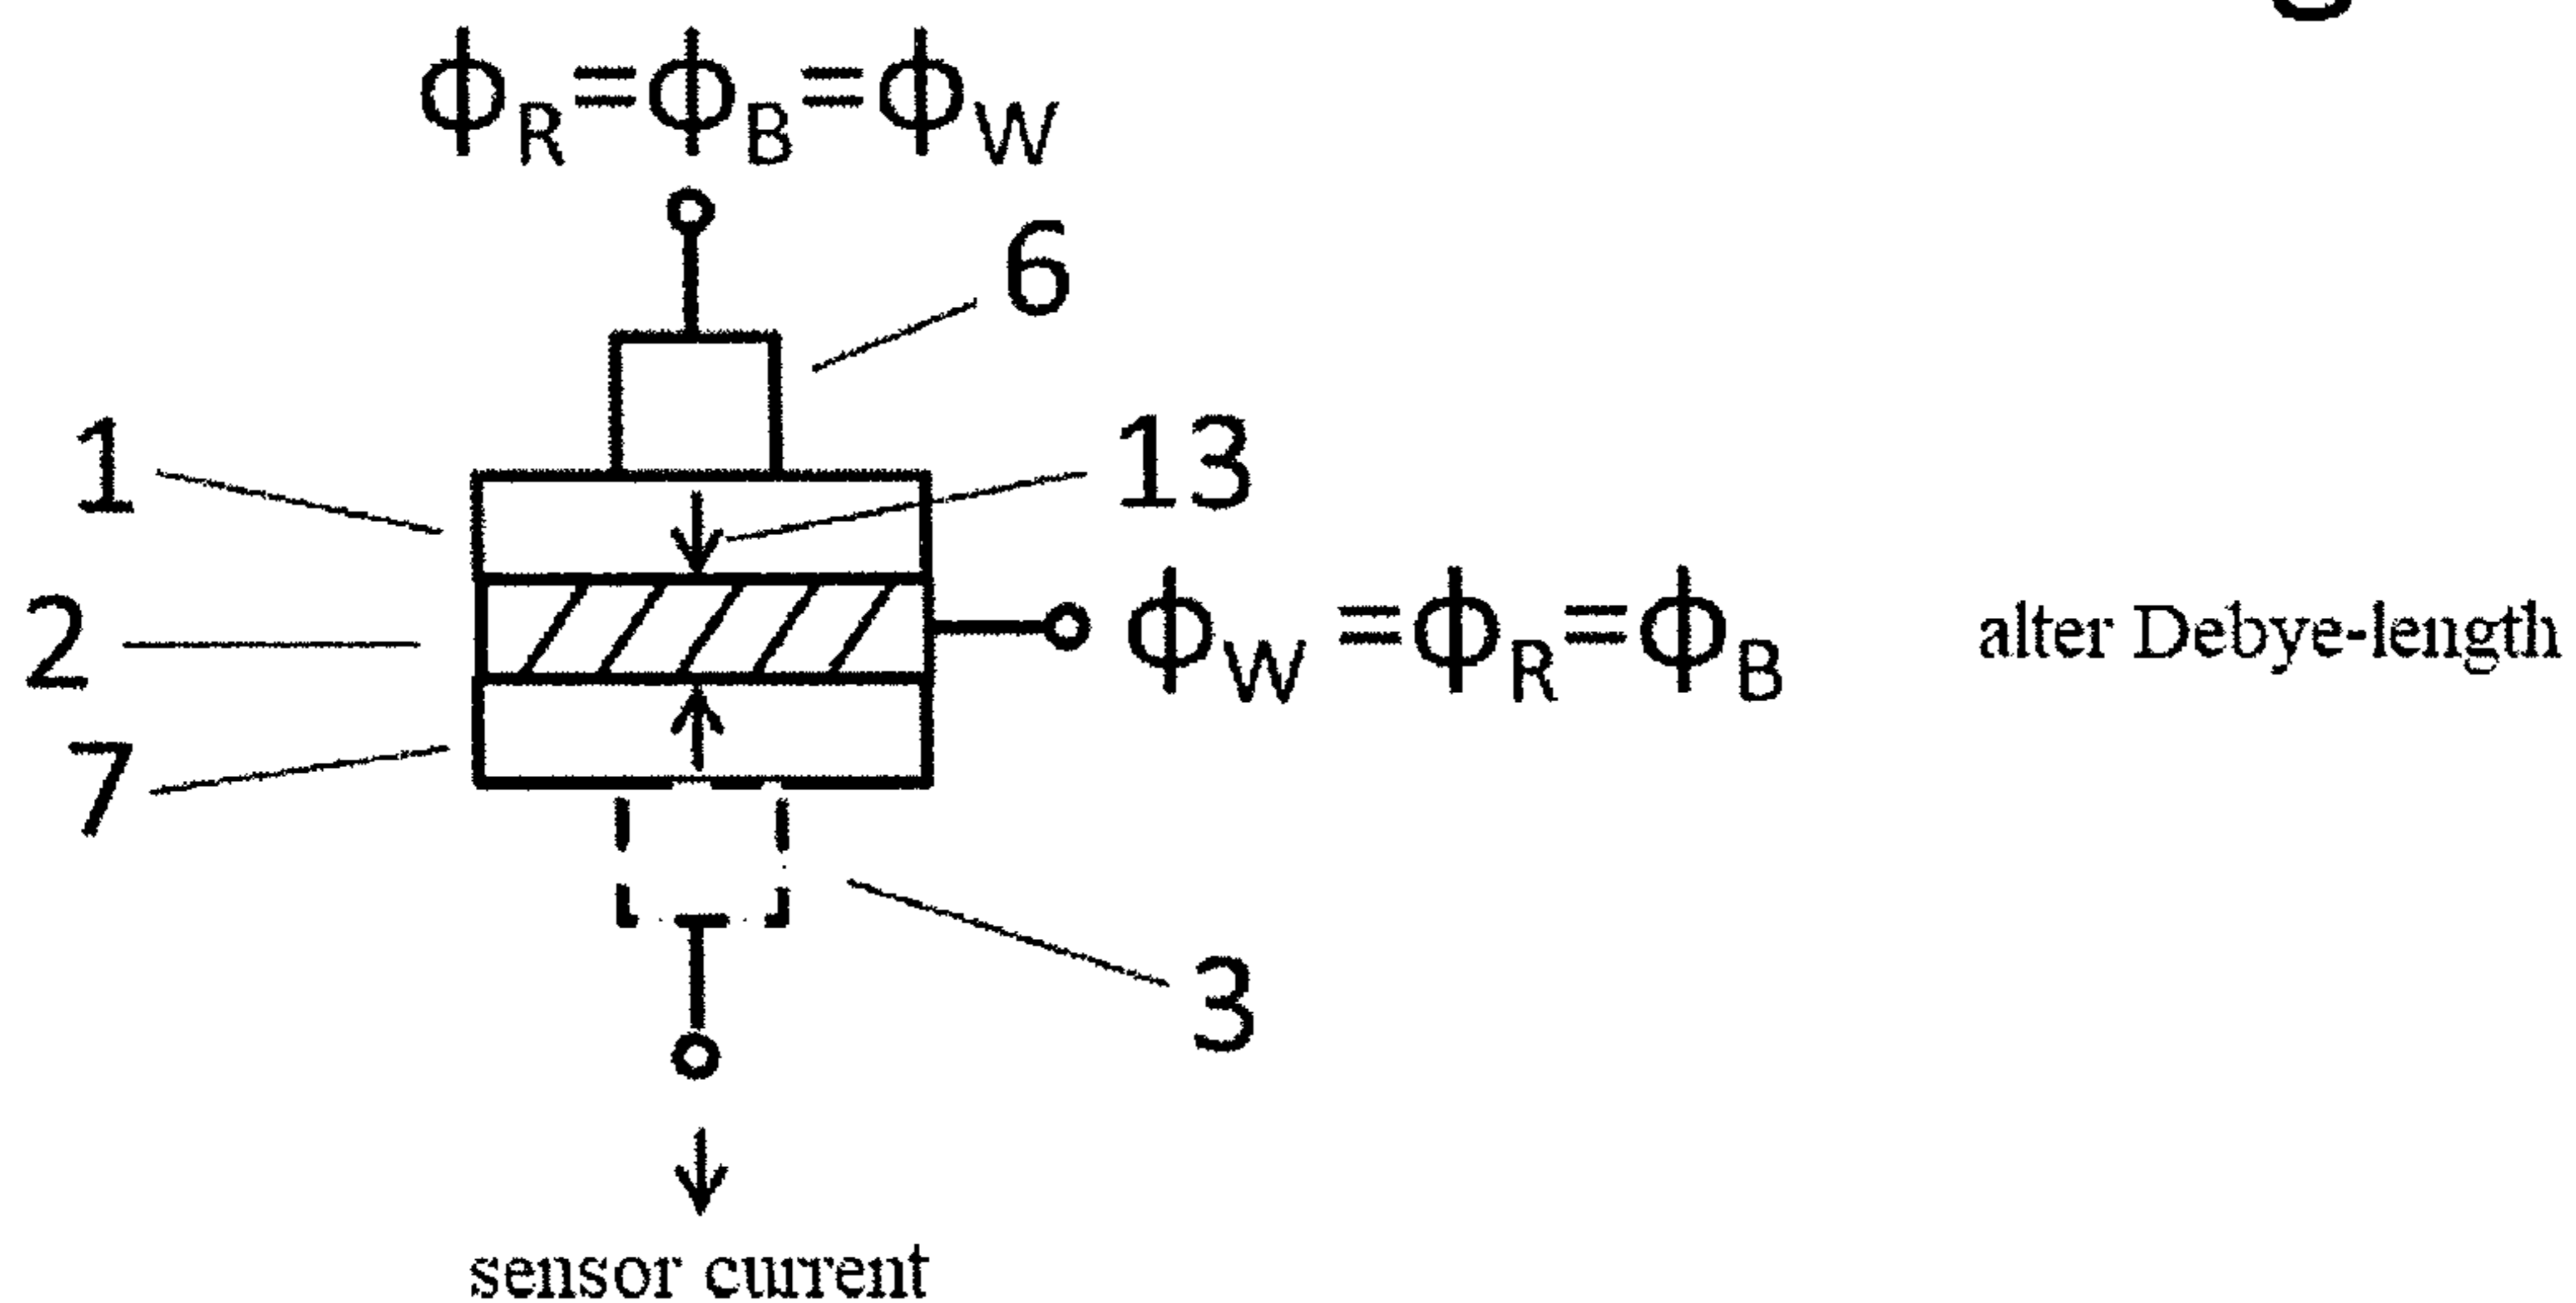 ϕR=ϕB=ϕW
6
1
13
2
ϕW =ϕR=ϕB
alter Debye-length
7
3
sensor current